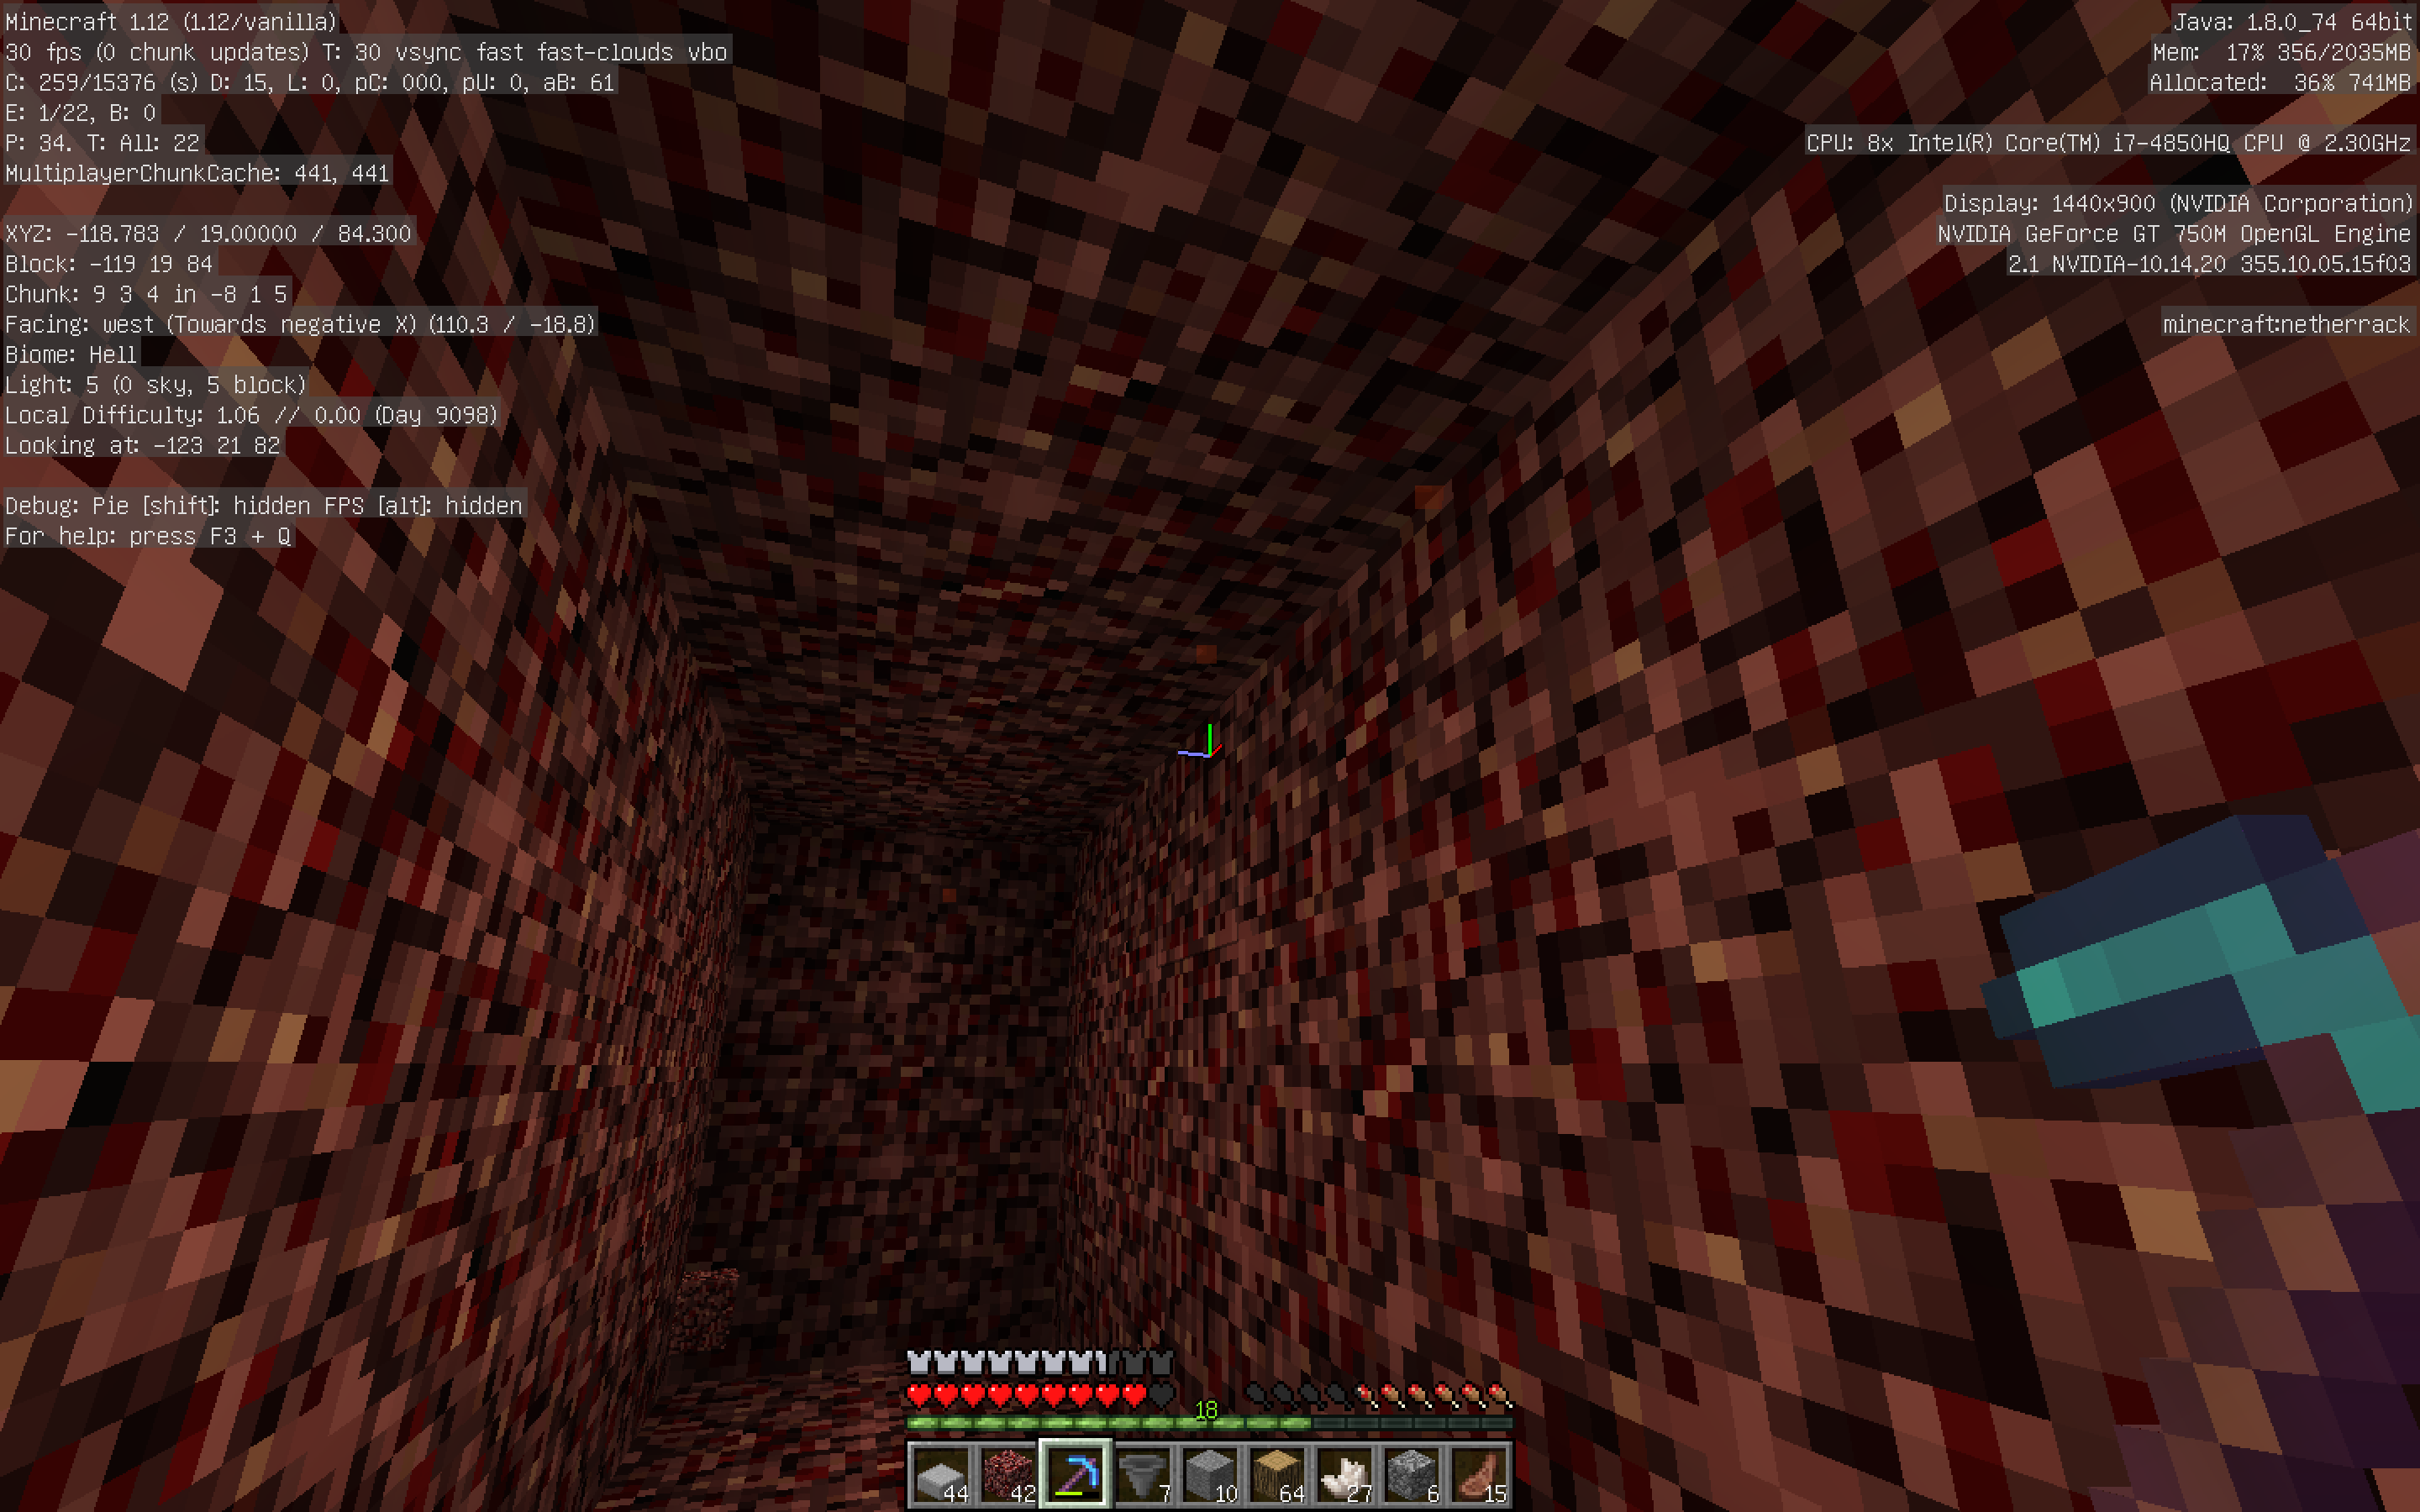 Minecraft 1.12 (1.12/vanilla)
30 fps (0 chunk updates) T: 30 vsync fast fast-clouds vbo
C: 259/15376 (s) D: 15, L: 0, pC: 000, pU: 0, aB: 61
E: 1/22, B: 0
P: 34. T: All: 22
MultiplayerChunkCache: 441, 441
XYZ: -118.783 / 19.00000 / 84.300
Block: -119 19 84
Chunk: 9 3 4 in -8 1 5
Facing: west (Towards negative X) (110.3 / -18.8)
Biome: Hell
Light: 5 (0 sky, 5 block)
Local Difficulty: 1.06 // 0.00 (Day 9098)
Looking at: -123 21 82
Debug: Pie [shift]: hidden FPS [alt]: hidden
For help: press F3 + Q
Java: 1.8.0_74 64bit
Mem: 17% 356/2035MB
Allocated: 36% 741MB
CPU: 8x Intel(R) Core(TM) i7-4850HQ CPU @ 2.30GHz
Display: 1440x900 (NVIDIA Corporation)
NVIDIA GeForce GT 750M OpenGL Engine
2.1 NVIDIA-10.14.20 355.10.05.15f03
minecraft:netherrack
18
44 42 7 10 64 27 6 15